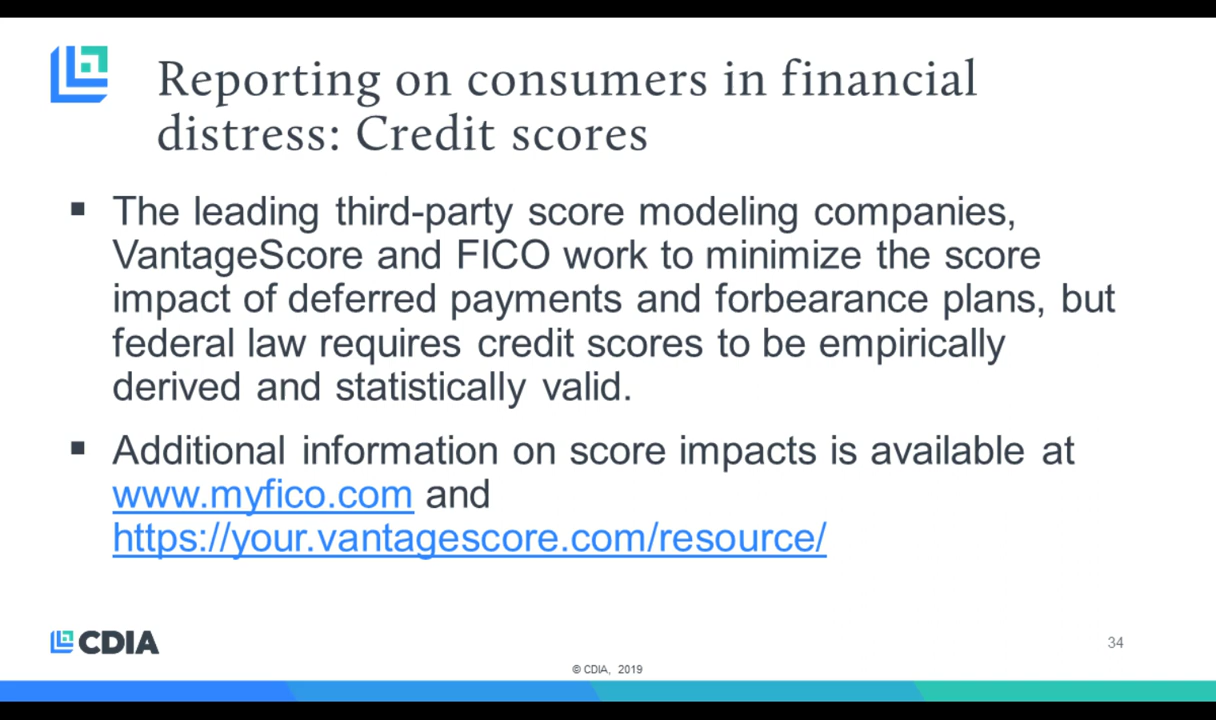 Reporting on consumers in financial
distress: Credit scores
▪ The leading third-party score modeling companies,
VantageScore and FICO work to minimize the score
impact of deferred payments and forbearance plans, but
federal law requires credit scores to be empirically
derived and statistically valid.
▪ Additional information on score impacts is available at
www.myfico.com and
https://your.vantagescore.com/resource/
CDIA
34
© CDIA, 2019